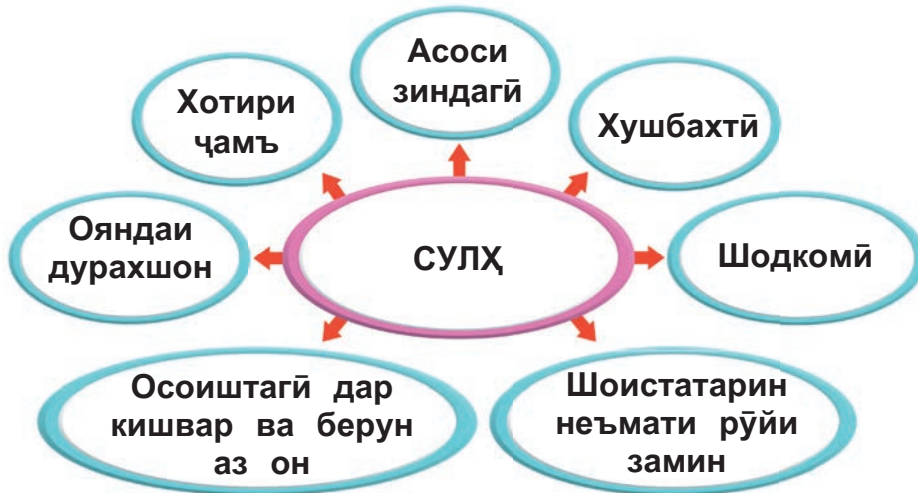 Асоси
зиндагӣ
Хотири
ҷамъ
Хушбахтӣ
Ояндаи
дурахшон
СУЛҲ
Шодкомӣ
Осоиштагӣ дар
кишвар ва берун
аз он
Шоистатарин
неъмати рӯйи
замин